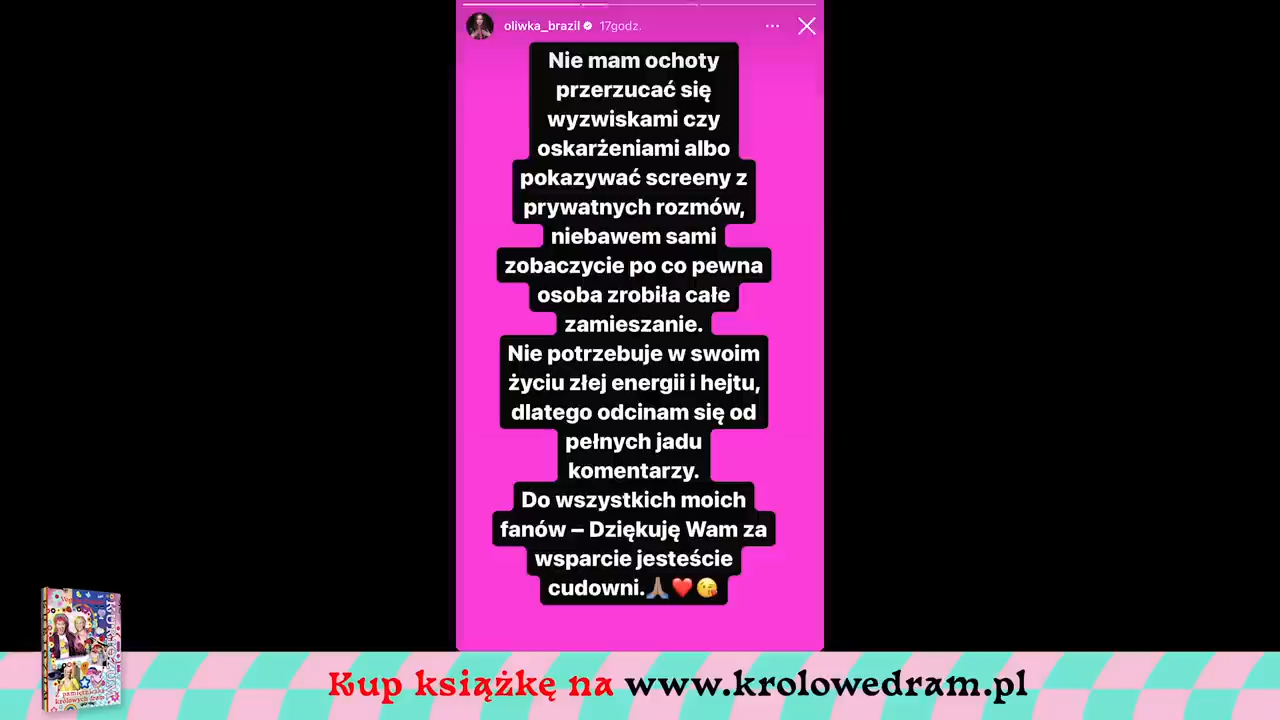 oliwka_brazil 17godz.
Nie mam ochoty
przerzucać się
wyzwiskami czy
oskarżeniami albo
pokazywać screeny z
prywatnych rozmów,
niebawem sami
zobaczycie po co pewna
osoba zrobiła całe
zamieszanie.
Nie potrzebuje w swoim
życiu złej energii i hejtu,
dlatego odcinam się od
pełnych jadu
komentarzy.
Do wszystkich moich
fanów – Dziękuję Wam za
wsparcie jesteście
cudowni.🙏🏽❤️😘
Kup książkę na www.krolowedram.pl